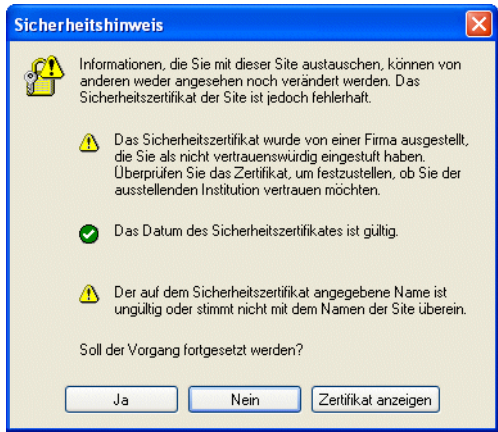 Sicherheitshinweis
Informationen, die Sie mit dieser Site austauschen, können von
anderen weder angesehen noch verändert werden. Das
Sicherheitszertifikat der Site ist jedoch fehlerhaft.
Das Sicherheitszertifikat wurde von einer Firma ausgestellt,
die Sie als nicht vertrauenswürdig eingestuft haben.
Überprüfen Sie das Zertifikat, um festzustellen, ob Sie der
ausstellenden Institution vertrauen möchten.
Das Datum des Sicherheitszertifikates ist gültig.
Der auf dem Sicherheitszertifikat angegebene Name ist
ungültig oder stimmt nicht mit dem Namen der Site überein.
Soll der Vorgang fortgesetzt werden?
Ja Nein Zertifikat anzeigen